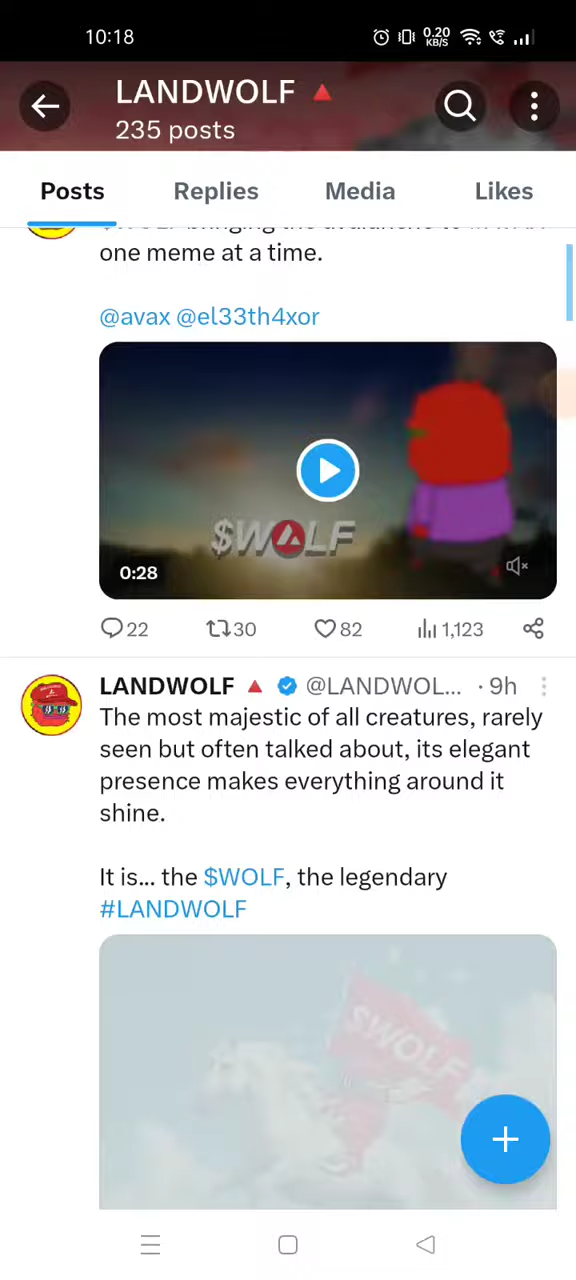 10:18
0.20
KB/S
LANDWOLF 🔺
235 posts
Posts
Replies
Media
Likes
one meme at a time.
@avax @el33th4xor
$WOLF
0:28
22
30
82
1,123
LANDWOLF 🔺 @LANDWOL... · 9h
The most majestic of all creatures, rarely
seen but often talked about, its elegant
presence makes everything around it
shine.
It is... the $WOLF, the legendary
#LANDWOLF
$WOLF